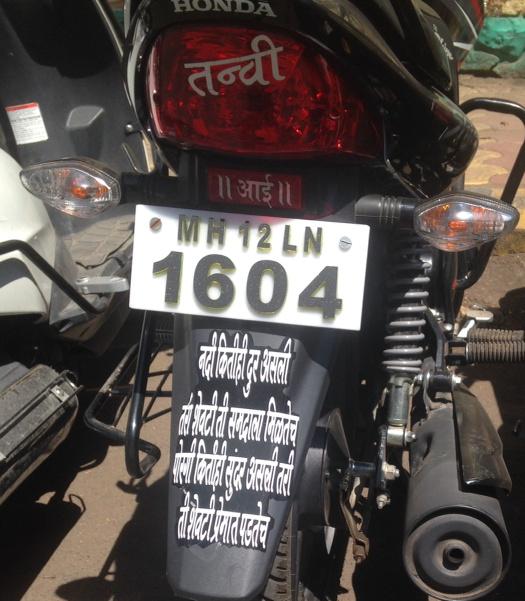 HONDA
तन्वी
॥आई॥
MH 12 LN
1604
नदी कितीही दुर असली
तरी शेवटी ती समुद्राला मिळतेच
पोरगी कितीही सुंदर असली तरी
ती शेवटी प्रेमात पडतेच